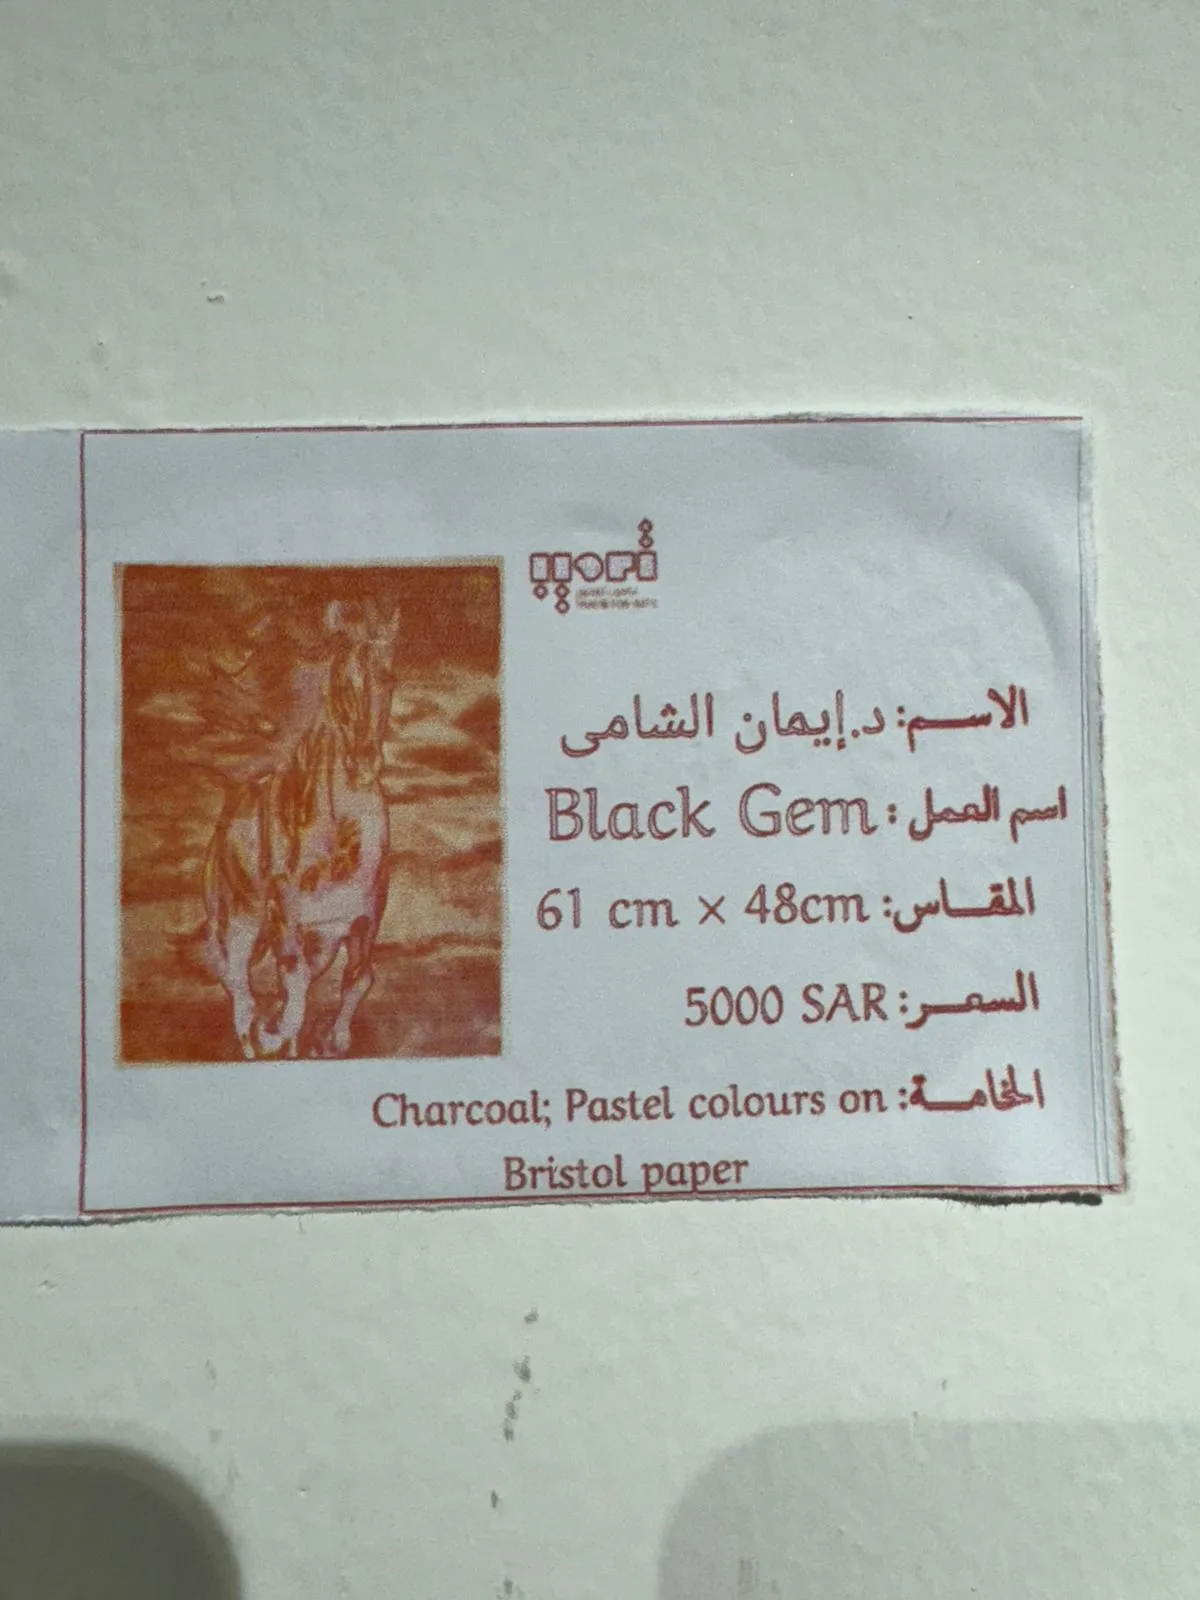 الاسم: د.إيمان الشامى
اسم العمل: Black Gem
المقاس: 61 cm × 48cm
السعر: 5000 SAR
الخامة: Charcoal; Pastel colours on
Bristol paper